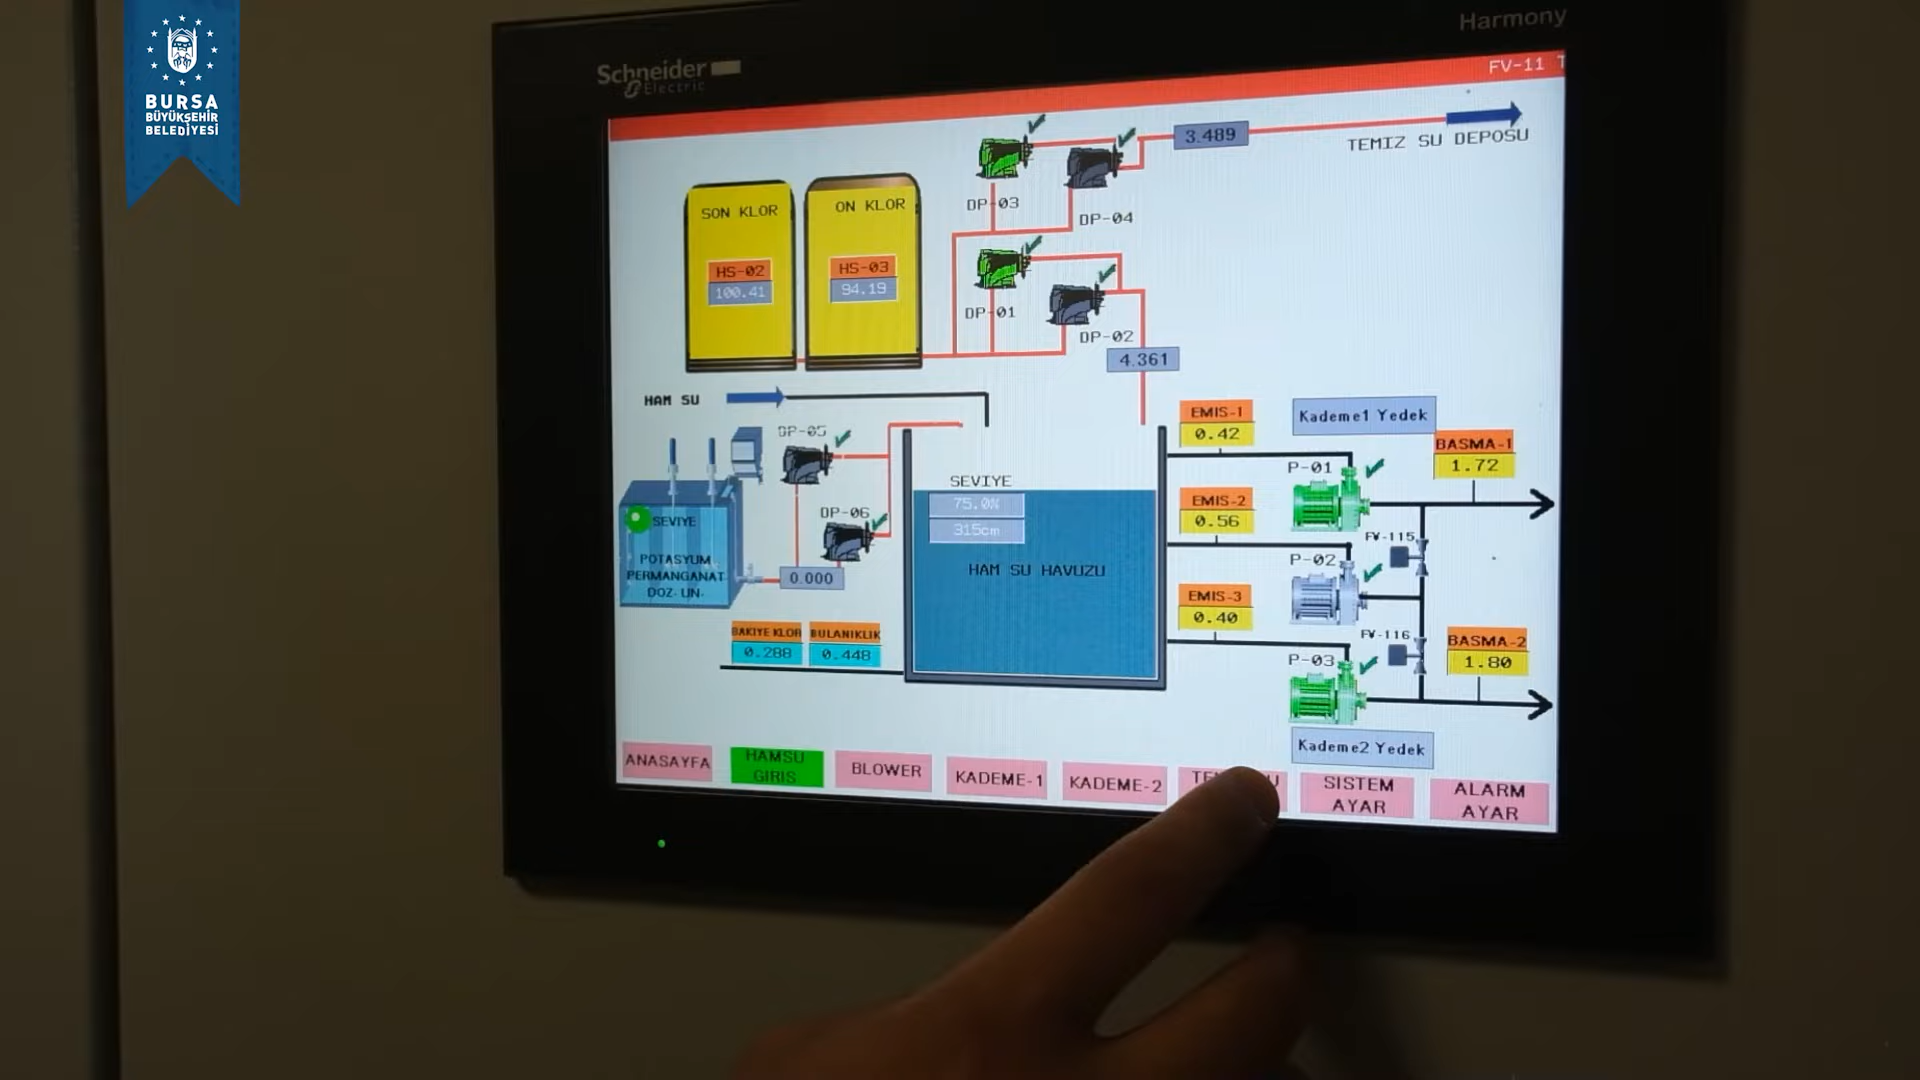 BURSA
BÜYÜKŞEHİR
BELEDİYESİ
Schneider
Electric
Harmony
FV-11
3.489
TEMIZ SU DEPOSU
DP-03
DP-04
SON KLOR
ON KLOR
HS-02
100.41
HS-03
94.19
DP-01
DP-02
4.361
HAM SU
DP-05
DP-06
SEVIYE
POTASYUM
PERMANGANAT
DOZ. UN.
0.000
BAKIYE KLOR
BULANIKLIK
0.288
0.448
SEVIYE
75.0%
315cm
HAM SU HAVUZU
EMIS-1
0.42
Kademe1 Yedek
BASMA-1
1.72
P-01
EMIS-2
0.56
FV-115
P-02
EMIS-3
0.40
FV-116
P-03
BASMA-2
1.80
Kademe2 Yedek
ANASAYFA
HAMSU
GIRIS
BLOWER
KADEME-1
KADEME-2
SISTEM
AYAR
ALARM
AYAR